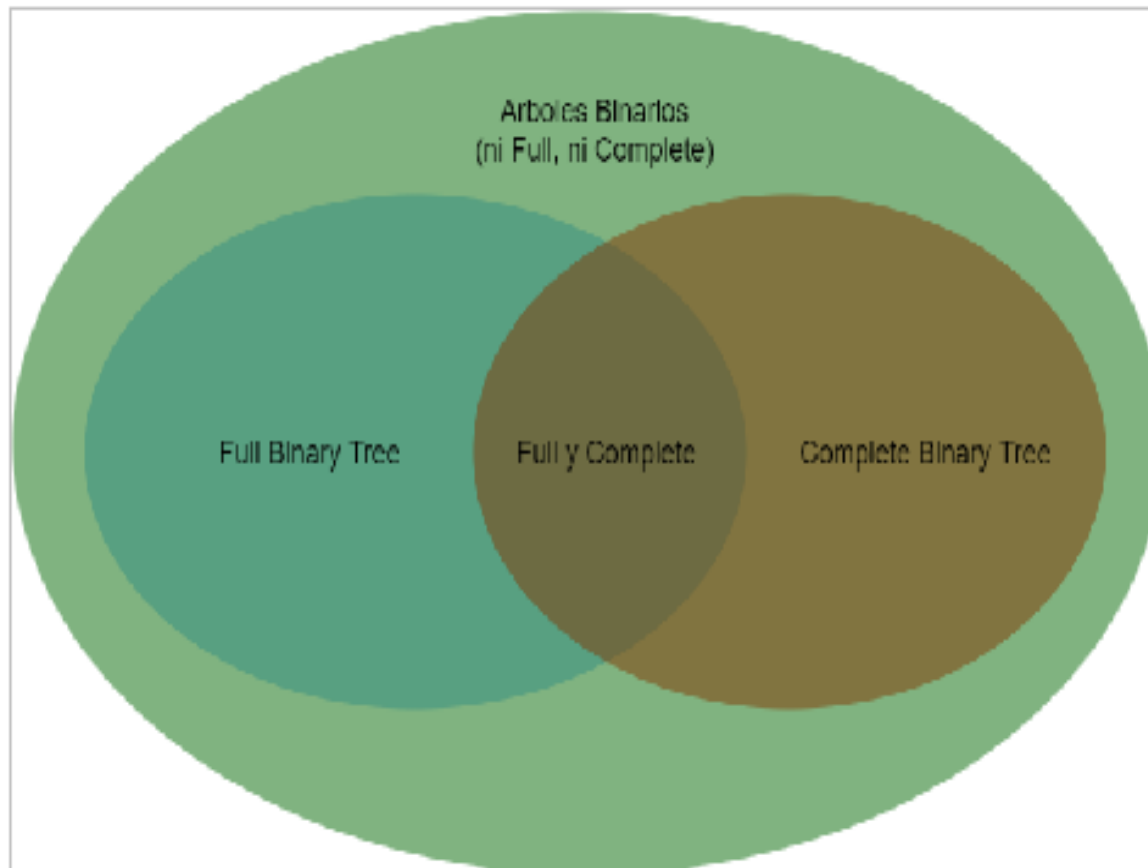 Arboles Binarios
(ni Full, ni Complete)
Full Binary Tree
Full y Complete
Complete Binary Tree